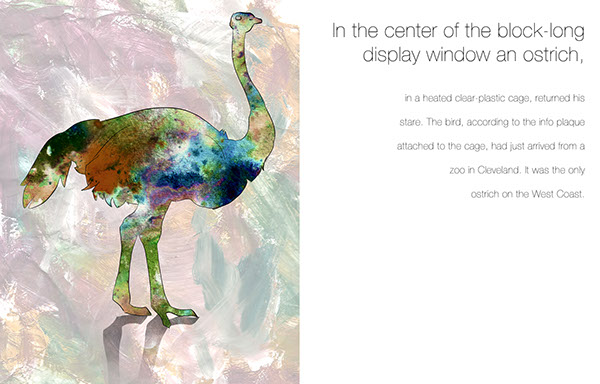 In the center of the block-long
display window an ostrich,
in a heated clear-plastic cage, returned his
stare. The bird, according to the info plaque
attached to the cage, had just arrived from a
zoo in Cleveland. It was the only
ostrich on the West Coast.